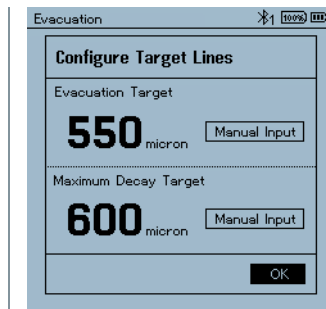 Evacuation 1 100%
Configure Target Lines
Evacuation Target
550 micron Manual Input
Maximum Decay Target
600 micron Manual Input
OK